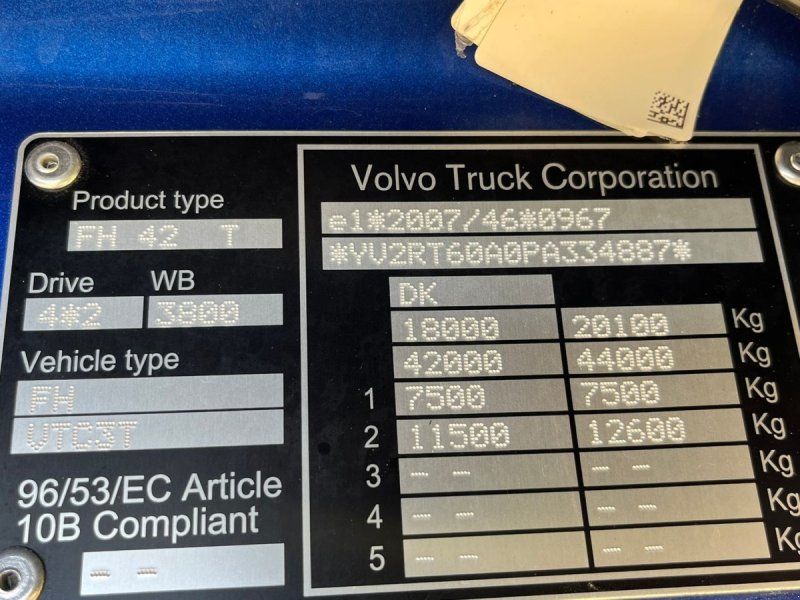 Product type
FH 42 T
Drive WB
4*2 3800
Vehicle type
FH
VTC3T
96/53/EC Article
10B Compliant
- -
Volvo Truck Corporation
e1*2007/46*0967
*YV2RT60A0PA334887*
DK
18000 20100 Kg
42000 44000 Kg
1 7500 7500 Kg
2 11500 12600 Kg
3 - - - - Kg
4 - - - - Kg
5 - - - - Kg